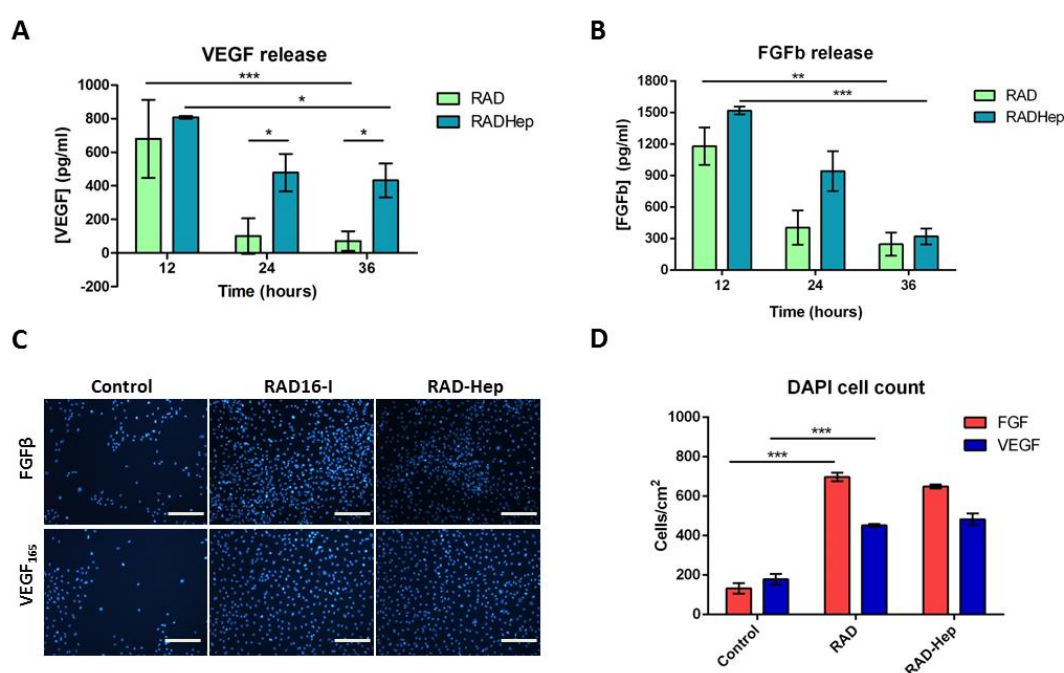 A
VEGF release
***
*
*
*
1000
800
600
400
200
0
-200
[VEGF] (pg/ml)
12
24
36
Time (hours)
RAD
RADHep
B
FGFb release
**
***
1800
1500
1200
900
600
300
0
[FGFb] (pg/ml)
12
24
36
Time (hours)
RAD
RADHep
C
Control
RAD16-I
RAD-Hep
FGFβ
VEGF165
D
DAPI cell count
***
***
1000
800
600
400
200
0
Cells/cm²
Control
RAD
RAD-Hep
FGF
VEGF